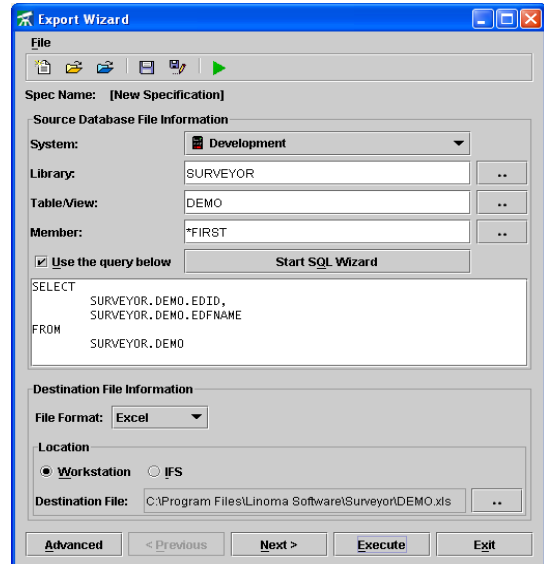 Export Wizard
File
Spec Name: [New Specification]
Source Database File Information
System: Development
Library: SURVEYOR ..
Table/View: DEMO ..
Member: *FIRST ..
Use the query below Start SQL Wizard
SELECT
SURVEYOR.DEMO.EDID,
SURVEYOR.DEMO.EDFNAME
FROM
SURVEYOR.DEMO
Destination File Information
File Format: Excel
Location
Workstation IFS
Destination File: C:\Program Files\Linoma Software\Surveyor\DEMO.xls ..
Advanced < Previous Next > Execute Exit